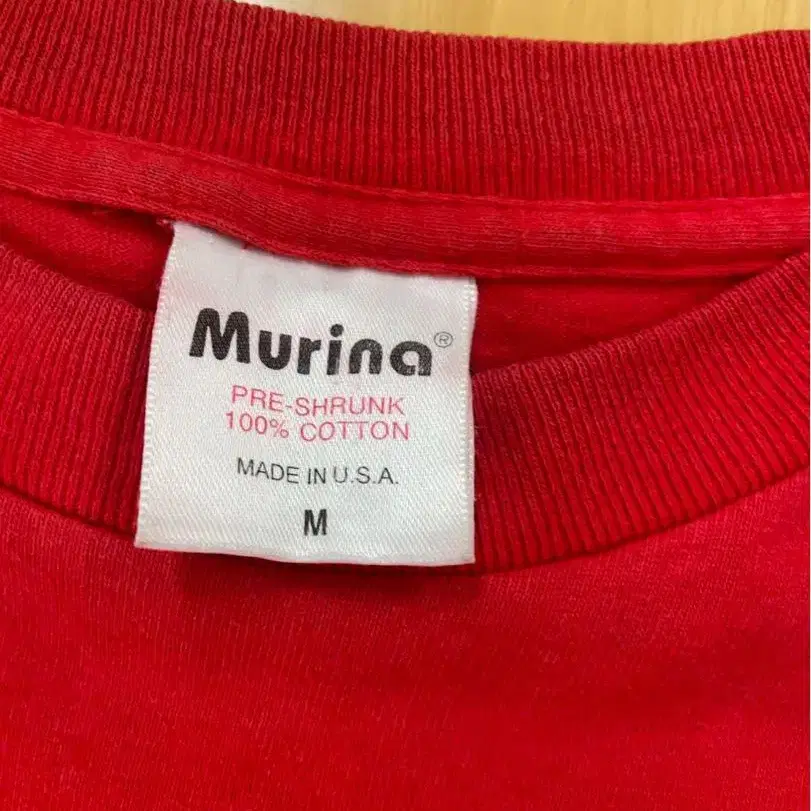 Murina®
PRE-SHRUNK
100% COTTON
MADE IN U.S.A.
M